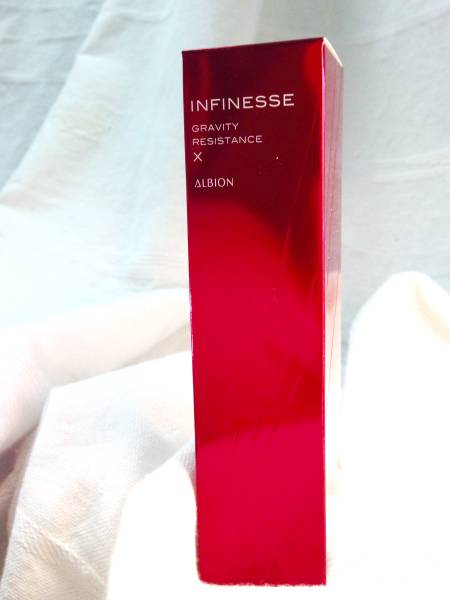 INFINESSE
GRAVITY
RESISTANCE
X
ALBION